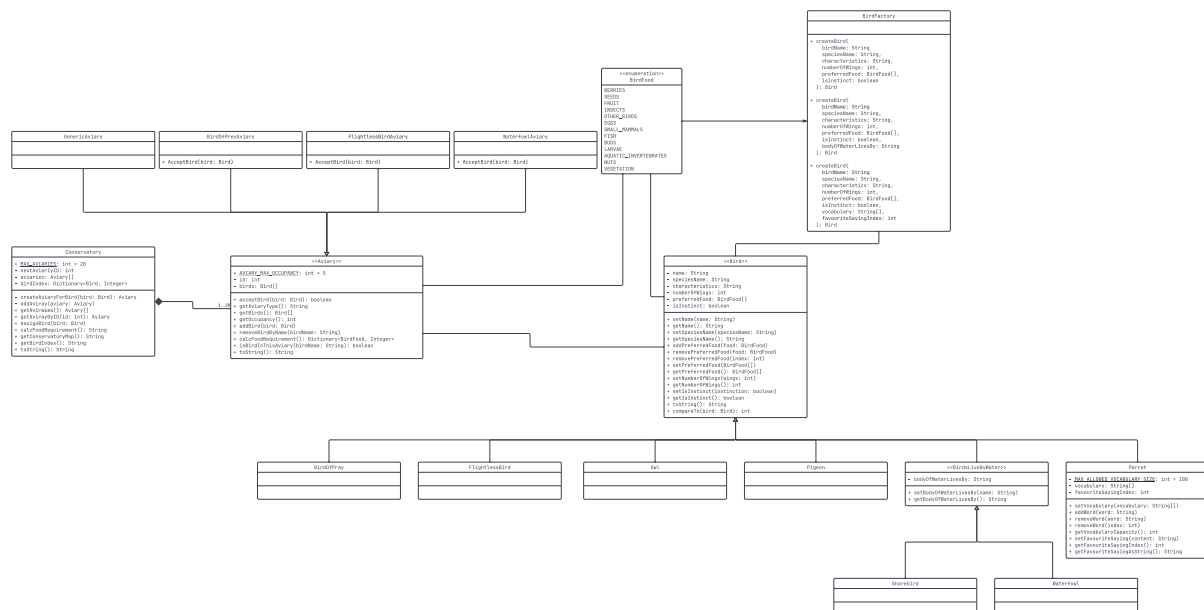 BirdFactory
+ createBird(
birdName: String
speciesName: String,
characteristics: String,
numberOfWings: int,
preferredFood: BirdFood[],
isInstinct: boolean
): Bird
+ createBird(
birdName: String
speciesName: String,
characteristics: String,
numberOfWings: int,
preferredFood: BirdFood[],
isInstinct: boolean,
bodyOfWaterLivesBy: String
): Bird
+ createBird(
birdName: String
speciesName: String,
characteristics: String,
numberOfWings: int,
preferredFood: BirdFood[],
isInstinct: boolean,
vocabulary: String[],
favouriteSayingIndex: int
): Bird
<<enumeration>>
BirdFood
BERRIES
SEEDS
FRUIT
INSECTS
OTHER_BIRDS
EGGS
SMALL_MAMMALS
FISH
BUDS
LARVAE
AQUATIC_INVERTEBRATES
NUTS
VEGETATION
GenericAviary
BirdOfPreyAviary
+ AcceptBird(bird: Bird)
FlightlessBirdAviary
+ AcceptBird(bird: Bird)
WaterfowlAviary
+ AcceptBird(bird: Bird)
Conservatory
+ MAX_AVIARIES: int = 20
- nextAviariyID: int
- aviaries: Aviary[]
- birdIndex: Dictionary<Bird, Integer>
+ createAviaryForBird(bird: Bird): Aviary
- addAviray(aviary: Aviary)
+ getAviraies(): Aviary[]
+ getAvirayByID(id: int): Aviary
+ AssignBird(bird: Bird)
+ calcFoodRequirement(): String
+ getConservatoryMap(): String
+ getBirdIndex(): String
+ toString(): String
1..20
<<Aviary>>
+ AVIARY_MAX_OCCUPANCY: int = 5
- id: int
- birds: Bird[]
+ acceptBird(bird: Bird): boolean
+ getAviaryType(): String
+ getBirds(): Bird[]
+ getOccupancy(): int
+ addBird(bird: Bird)
+ removeBirdByName(birdName: String)
+ calcFoodRequirement(): Dictionary<BirdFood, Integer>
+ isBirdInThisAviary(birdName: String): boolean
+ toString(): String
<<Bird>>
- name: String
- speciesName: String
- characteristics: String
- numberOfWings: int
- preferredFood: BirdFood[]
- isInstinct: boolean
+ setName(name: String)
+ getName(): String
+ setSpeciesName(speciesName: String)
+ getSpeciesName(): String
+ addPreferredFood(food: BirdFood)
+ removePreferredFood(food: BirdFood)
+ removePreferredFood(index: int)
+ setPreferredFood(BirdFood[])
+ getPreferredFood(): BirdFood[]
+ setNumberOfWings(wings: int)
+ getNumberOfWings(): int
+ setIsInstinct(instinction: boolean)
+ getIsInstinct(): boolean
+ toString(): String
+ compareTo(bird: Bird): int
BirdOfPray
FlightlessBird
Owl
Pigeon
<<BirdsLiveByWater>>
- bodyOfWaterLivesBy: String
+ setBodyOfWaterLivesBy(name: String)
+ getBodyOfWaterLivesBy(): String
Parrot
- MAX_ALLOWED_VOCABULARY_SIZE: int = 100
- vocabulary: String[]
- favouriteSayingIndex: int
+ setVocabulary(vocabulary: String[])
+ addWord(word: String)
+ removeWord(word: String)
+ removeWord(index: int)
+ getVocabularyCapacity(): int
+ setFavouriteSaying(content: String)
+ getFavouriteSayingIndex(): int
+ getFavouriteSayingAsString(): String
Shorebird
Waterfowl